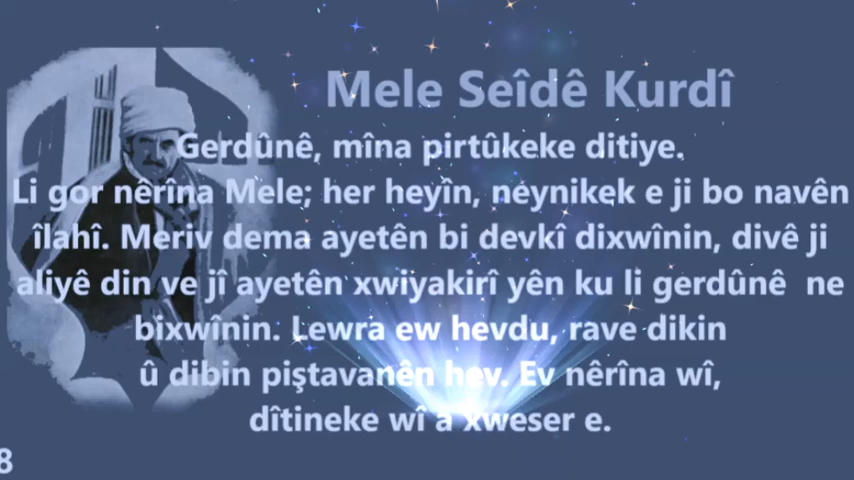 Mele Seîdê Kurdî
Gerdûnê, mîna pirtûkeke ditiye.
Li gor nêrîna Mele; her heyîn, neynikek e ji bo navên
îlahî. Meriv dema ayetên bi devkî dixwînin, divê ji
aliyê din ve jî ayetên xwiyakirî yên ku li gerdûnê ne
bixwînin. Lewra ew hevdu, rave dikin
û dibin piştavanên hev. Ev nêrîna wî,
dîtineke wî a xweser e.
8